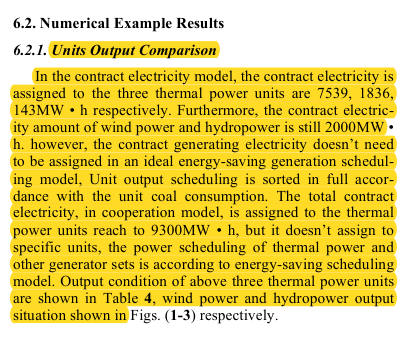 6.2. Numerical Example Results
6.2.1. Units Output Comparison
In the contract electricity model, the contract electricity is
assigned to the three thermal power units are 7539, 1836,
143MW • h respectively. Furthermore, the contract electric-
ity amount of wind power and hydropower is still 2000MW •
h. however, the contract generating electricity doesn't need
to be assigned in an ideal energy-saving generation schedul-
ing model, Unit output scheduling is sorted in full accor-
dance with the unit coal consumption. The total contract
electricity, in cooperation model, is assigned to the thermal
power units reach to 9300MW • h, but it doesn't assign to
specific units, the power scheduling of thermal power and
other generator sets is according to energy-saving scheduling
model. Output condition of above three thermal power units
are shown in Table 4, wind power and hydropower output
situation shown in Figs. (1-3) respectively.